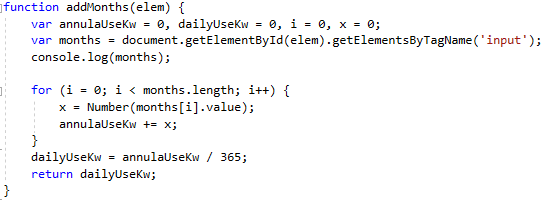 function addMonths(elem) {
    var annulaUseKw = 0, dailyUseKw = 0, i = 0, x = 0;
    var months = document.getElementById(elem).getElementsByTagName('input');
    console.log(months);

    for (i = 0; i < months.length; i++) {
        x = Number(months[i].value);
        annulaUseKw += x;
    }
    dailyUseKw = annulaUseKw / 365;
    return dailyUseKw;
}